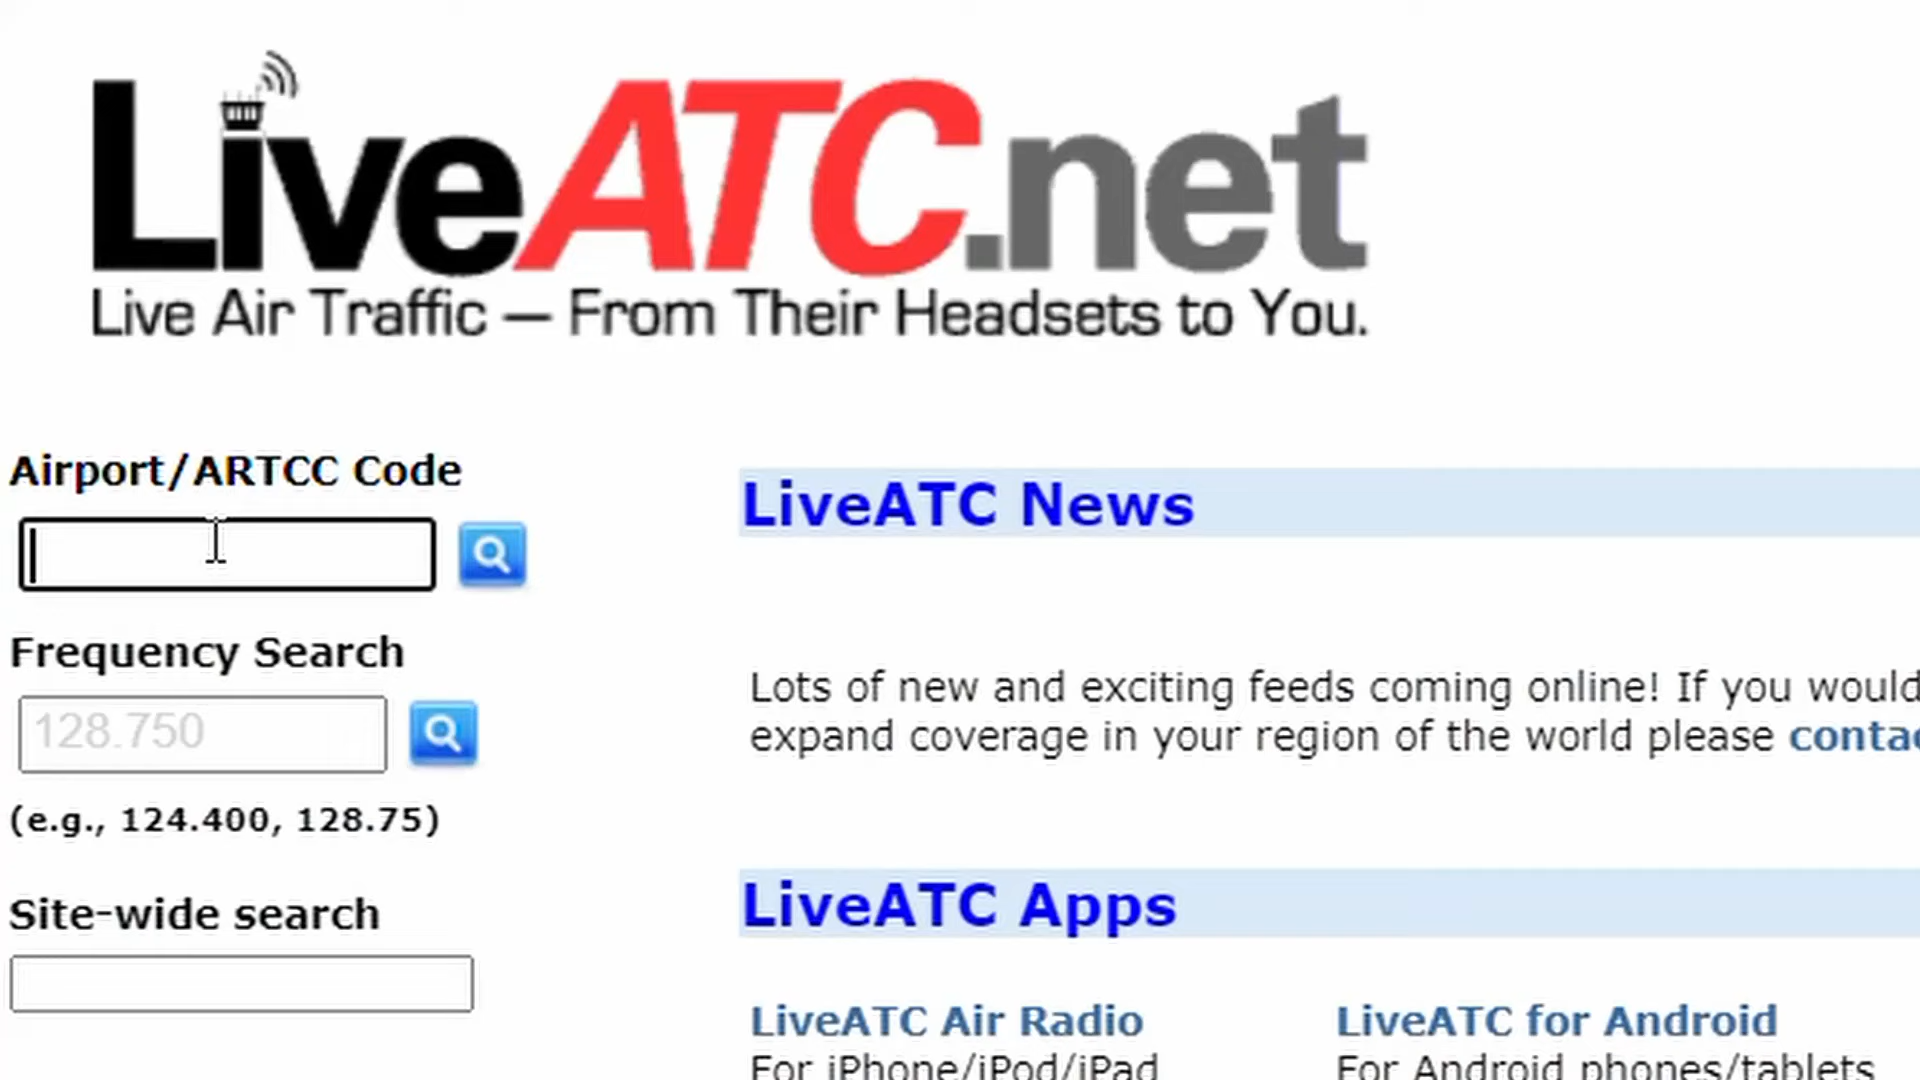 LiveATC.net
Live Air Traffic — From Their Headsets to You.
Airport/ARTCC Code
Frequency Search
128.750
(e.g., 124.400, 128.75)
Site-wide search
LiveATC News
Lots of new and exciting feeds coming online! If you would
expand coverage in your region of the world please
LiveATC Apps
LiveATC Air Radio
For iPhone/iPod/iPad
LiveATC for Android
For Android phones/tablets